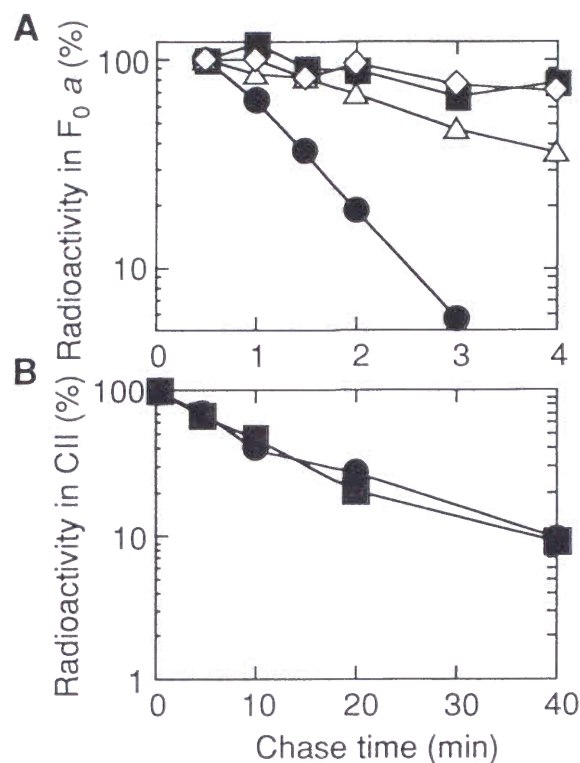 A
Radioactivity in F0 a (%)
100
10
0 1 2 3 4
B
Radioactivity in CII (%)
100
10
1
0 10 20 30 40
Chase time (min)